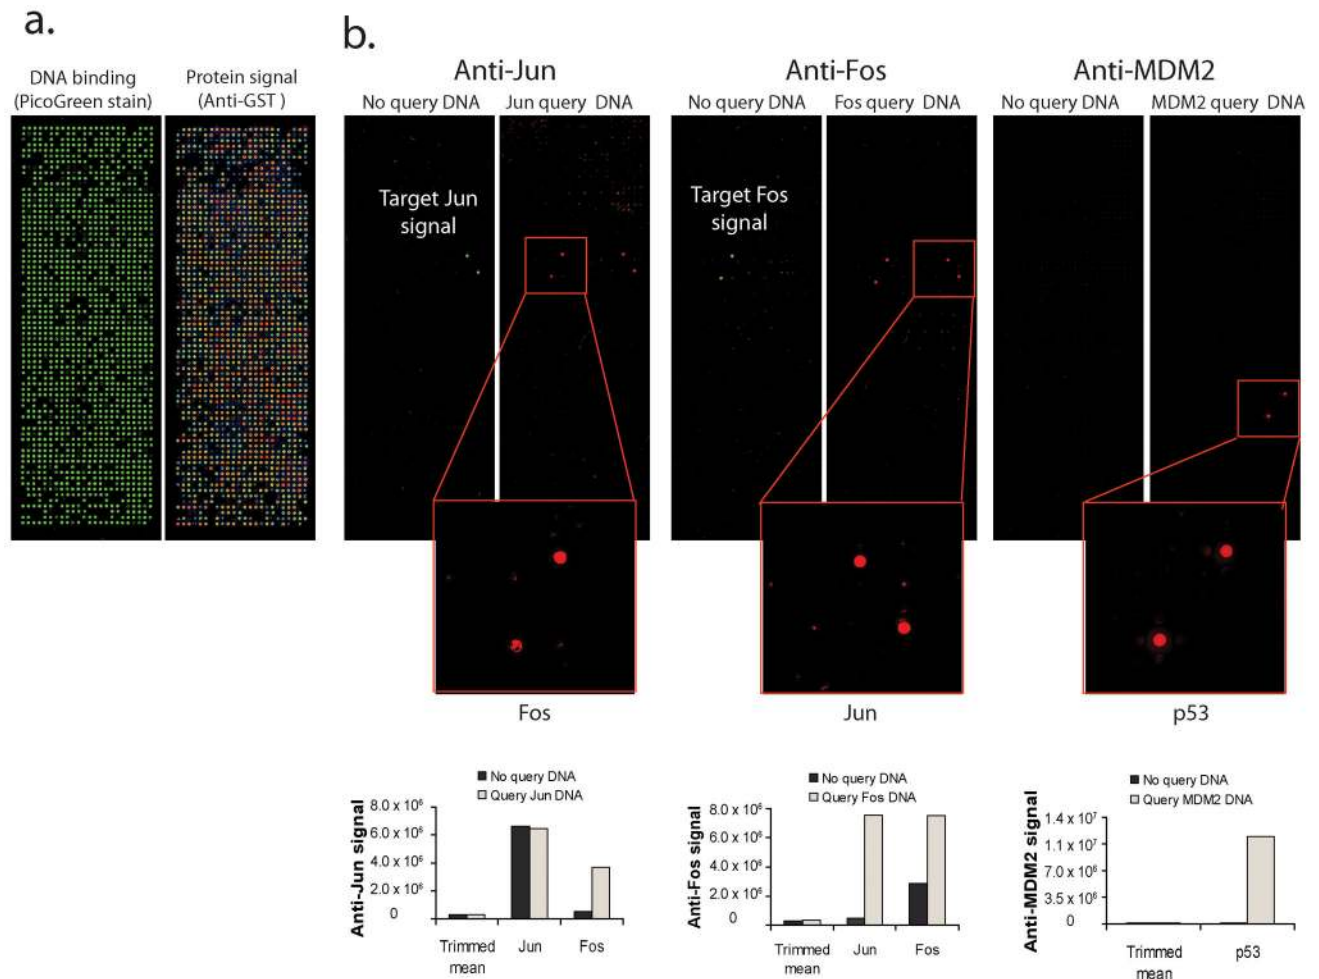 a.
DNA binding
(PicoGreen stain)
Protein signal
(Anti-GST )
b.
Anti-Jun
No query DNA
Jun query DNA
Target Jun
signal
Fos
Anti-Fos
No query DNA
Fos query DNA
Target Fos
signal
Jun
Anti-MDM2
No query DNA
MDM2 query DNA
p53
Anti-Jun signal
No query DNA
Query Jun DNA
8.0 x 10⁶
6.0 x 10⁶
4.0 x 10⁶
2.0 x 10⁶
0
Trimmed
mean
Jun
Fos
Anti-Fos signal
No query DNA
Query Fos DNA
8.0 x 10⁶
6.0 x 10⁶
4.0 x 10⁶
2.0 x 10⁶
0
Trimmed
mean
Jun
Fos
Anti-MDM2 signal
No query DNA
Query MDM2 DNA
1.4 x 10⁷
1.1 x 10⁷
7.0 x 10⁶
3.5 x 10⁶
0
Trimmed
mean
p53